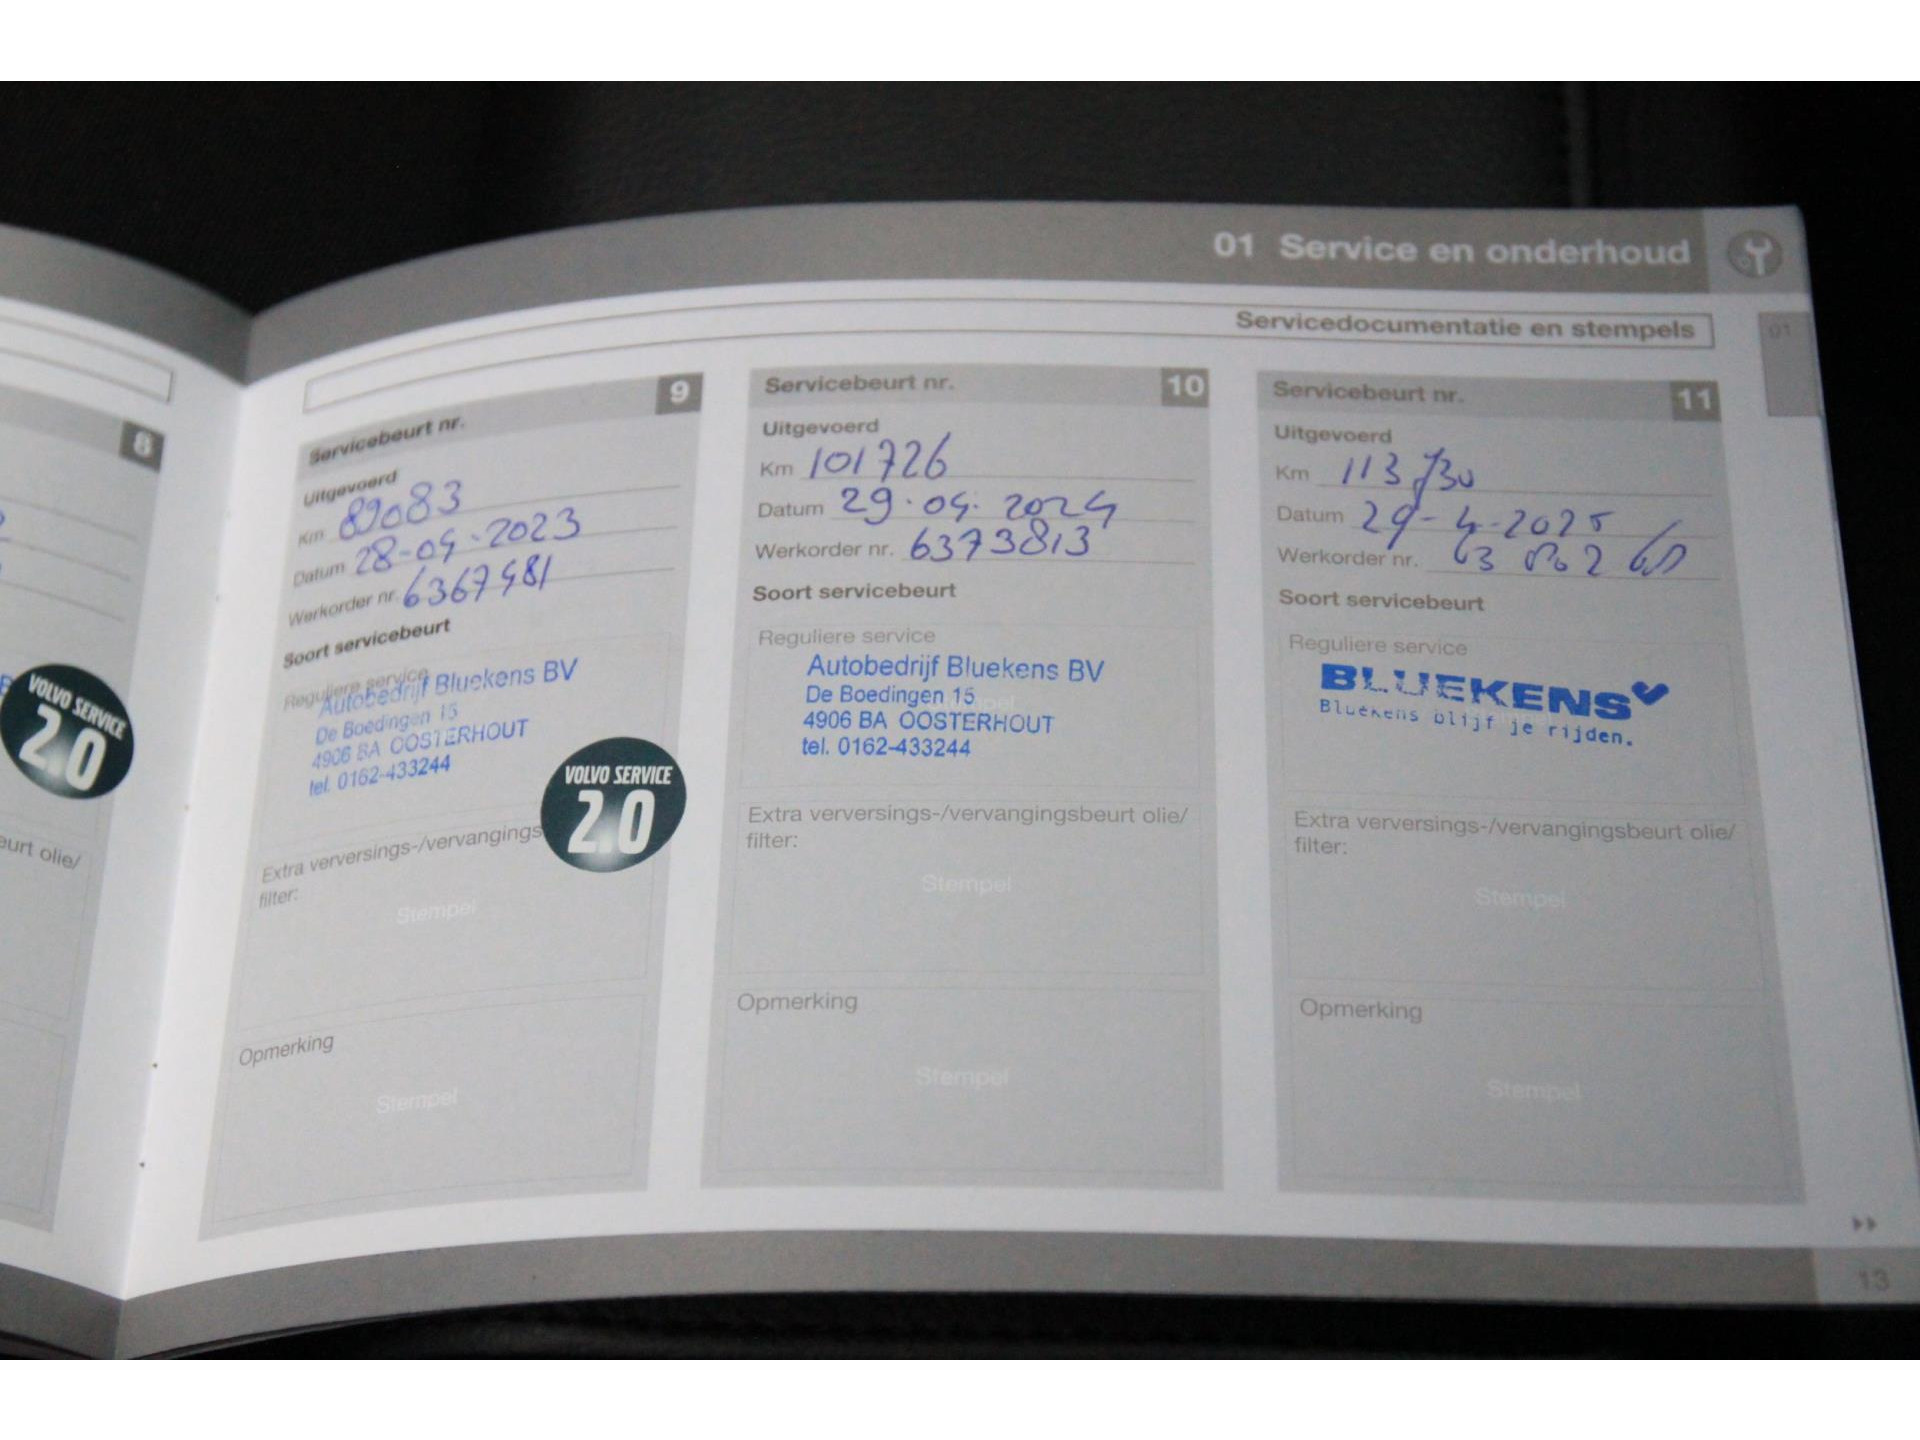 01 Service en onderhoud
Servicedocumentatie en stempels
01
8
VOLVO SERVICE
2.0
eurt olie/
Servicebeurt nr. 9
Uitgevoerd
Km 89083
Datum 28-04-2023
Werkorder nr. 6367481
Soort servicebeurt
Reguliere service
Autobedrijf Bluekens BV
De Boedingen 15
4906 BA OOSTERHOUT
tel. 0162-433244
VOLVO SERVICE
2.0
Extra verversings-/vervangings
filter:
Stempel
Opmerking
Stempel
Servicebeurt nr. 10
Uitgevoerd
Km 101726
Datum 29-04-2024
Werkorder nr. 6373813
Soort servicebeurt
Reguliere service
Autobedrijf Bluekens BV
De Boedingen 15
4906 BA OOSTERHOUT
tel. 0162-433244
Extra verversings-/vervangingsbeurt olie/
filter:
Stempel
Opmerking
Stempel
Servicebeurt nr. 11
Uitgevoerd
Km 113730
Datum 29-4-2025
Werkorder nr.
Soort servicebeurt
Reguliere service
BLUEKENS
Bluekens blijf je rijden.
Extra verversings-/vervangingsbeurt olie/
filter:
Stempel
Opmerking
Stempel
13